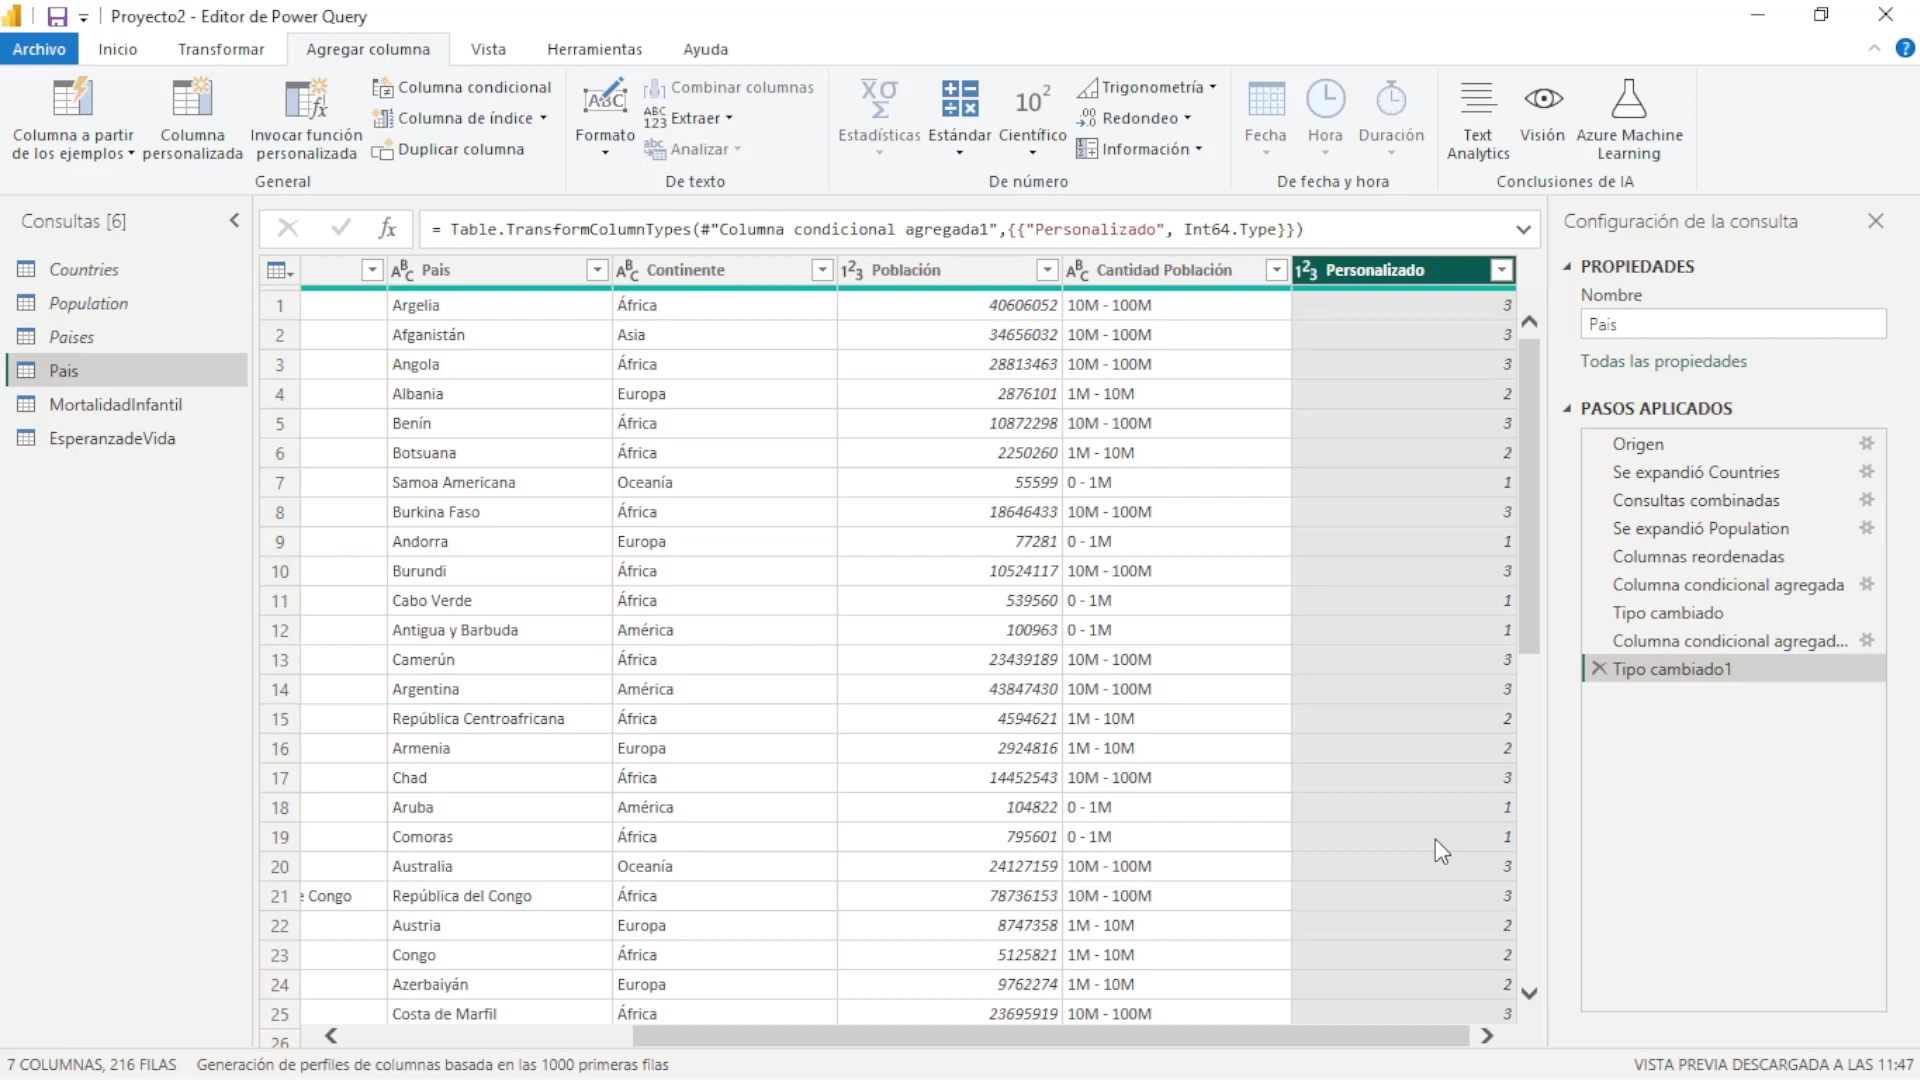 Proyecto2 - Editor de Power Query
Archivo Inicio Transformar Agregar columna Vista Herramientas Ayuda
Columna a partir de los ejemplos
Columna personalizada
Invocar función personalizada
Columna condicional
Columna de índice
Duplicar columna
General
Formato
Combinar columnas
Extraer
Analizar
De texto
Estadísticas
Estándar
Científico
Trigonometría
Redondeo
Información
De número
Fecha
Hora
Duración
De fecha y hora
Text Analytics
Visión
Azure Machine Learning
Conclusiones de IA
Consultas [6]
Countries
Population
Paises
Pais
MortalidadInfantil
EsperanzadeVida
= Table.TransformColumnTypes(#"Columna condicional agregada1",{{"Personalizado", Int64.Type}})
Pais Continente Población Cantidad Población Personalizado
1 Argelia África 40606052 10M - 100M 3
2 Afganistán Asia 34656032 10M - 100M 3
3 Angola África 28813463 10M - 100M 3
4 Albania Europa 2876101 1M - 10M 2
5 Benín África 10872298 10M - 100M 3
6 Botsuana África 2250260 1M - 10M 2
7 Samoa Americana Oceanía 55599 0 - 1M 1
8 Burkina Faso África 18646433 10M - 100M 3
9 Andorra Europa 77281 0 - 1M 1
10 Burundi África 10524117 10M - 100M 3
11 Cabo Verde África 539560 0 - 1M 1
12 Antigua y Barbuda América 100963 0 - 1M 1
13 Camerún África 23439189 10M - 100M 3
14 Argentina América 43847430 10M - 100M 3
15 República Centroafricana África 4594621 1M - 10M 2
16 Armenia Europa 2924816 1M - 10M 2
17 Chad África 14452543 10M - 100M 3
18 Aruba América 104822 0 - 1M 1
19 Comoras África 795601 0 - 1M 1
20 Australia Oceanía 24127159 10M - 100M 3
21 e Congo República del Congo África 78736153 10M - 100M 3
22 Austria Europa 8747358 1M - 10M 2
23 Congo África 5125821 1M - 10M 2
24 Azerbaiyán Europa 9762274 1M - 10M 2
25 Costa de Marfil África 23695919 10M - 100M 3
26
Configuración de la consulta
PROPIEDADES
Nombre
Pais
Todas las propiedades
PASOS APLICADOS
Origen
Se expandió Countries
Consultas combinadas
Se expandió Population
Columnas reordenadas
Columna condicional agregada
Tipo cambiado
Columna condicional agregad...
Tipo cambiado1
7 COLUMNAS, 216 FILAS Generación de perfiles de columnas basada en las 1000 primeras filas
VISTA PREVIA DESCARGADA A LAS 11:47